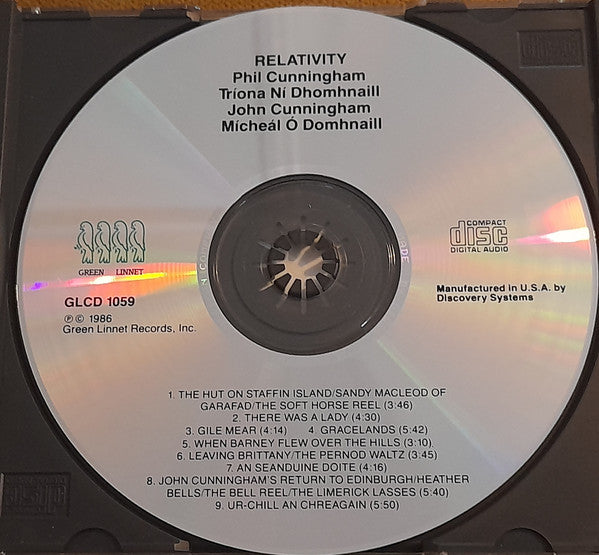 RELATIVITY
Phil Cunningham
Tríona Ní Dhomhnaill
John Cunningham
Mícheál Ó Domhnaill
GREEN LINNET
COMPACT
disc
DIGITAL AUDIO
GLCD 1059
℗ © 1986
Green Linnet Records, Inc.
Manufactured in U.S.A. by
Discovery Systems
1. THE HUT ON STAFFIN ISLAND/SANDY MACLEOD OF
GARAFAD/THE SOFT HORSE REEL (3:46)
2. THERE WAS A LADY (4:30)
3. GILE MEAR (4:14) 4. GRACELANDS (5:42)
5. WHEN BARNEY FLEW OVER THE HILLS (3:10).
6. LEAVING BRITTANY/THE PERNOD WALTZ (3:45)
7. AN SEANDUINE DOITE (4:16)
8. JOHN CUNNINGHAM'S RETURN TO EDINBURGH/HEATHER
BELLS/THE BELL REEL/THE LIMERICK LASSES (5:40)
9. UR-CHILL AN CHREAGAIN (5:50)